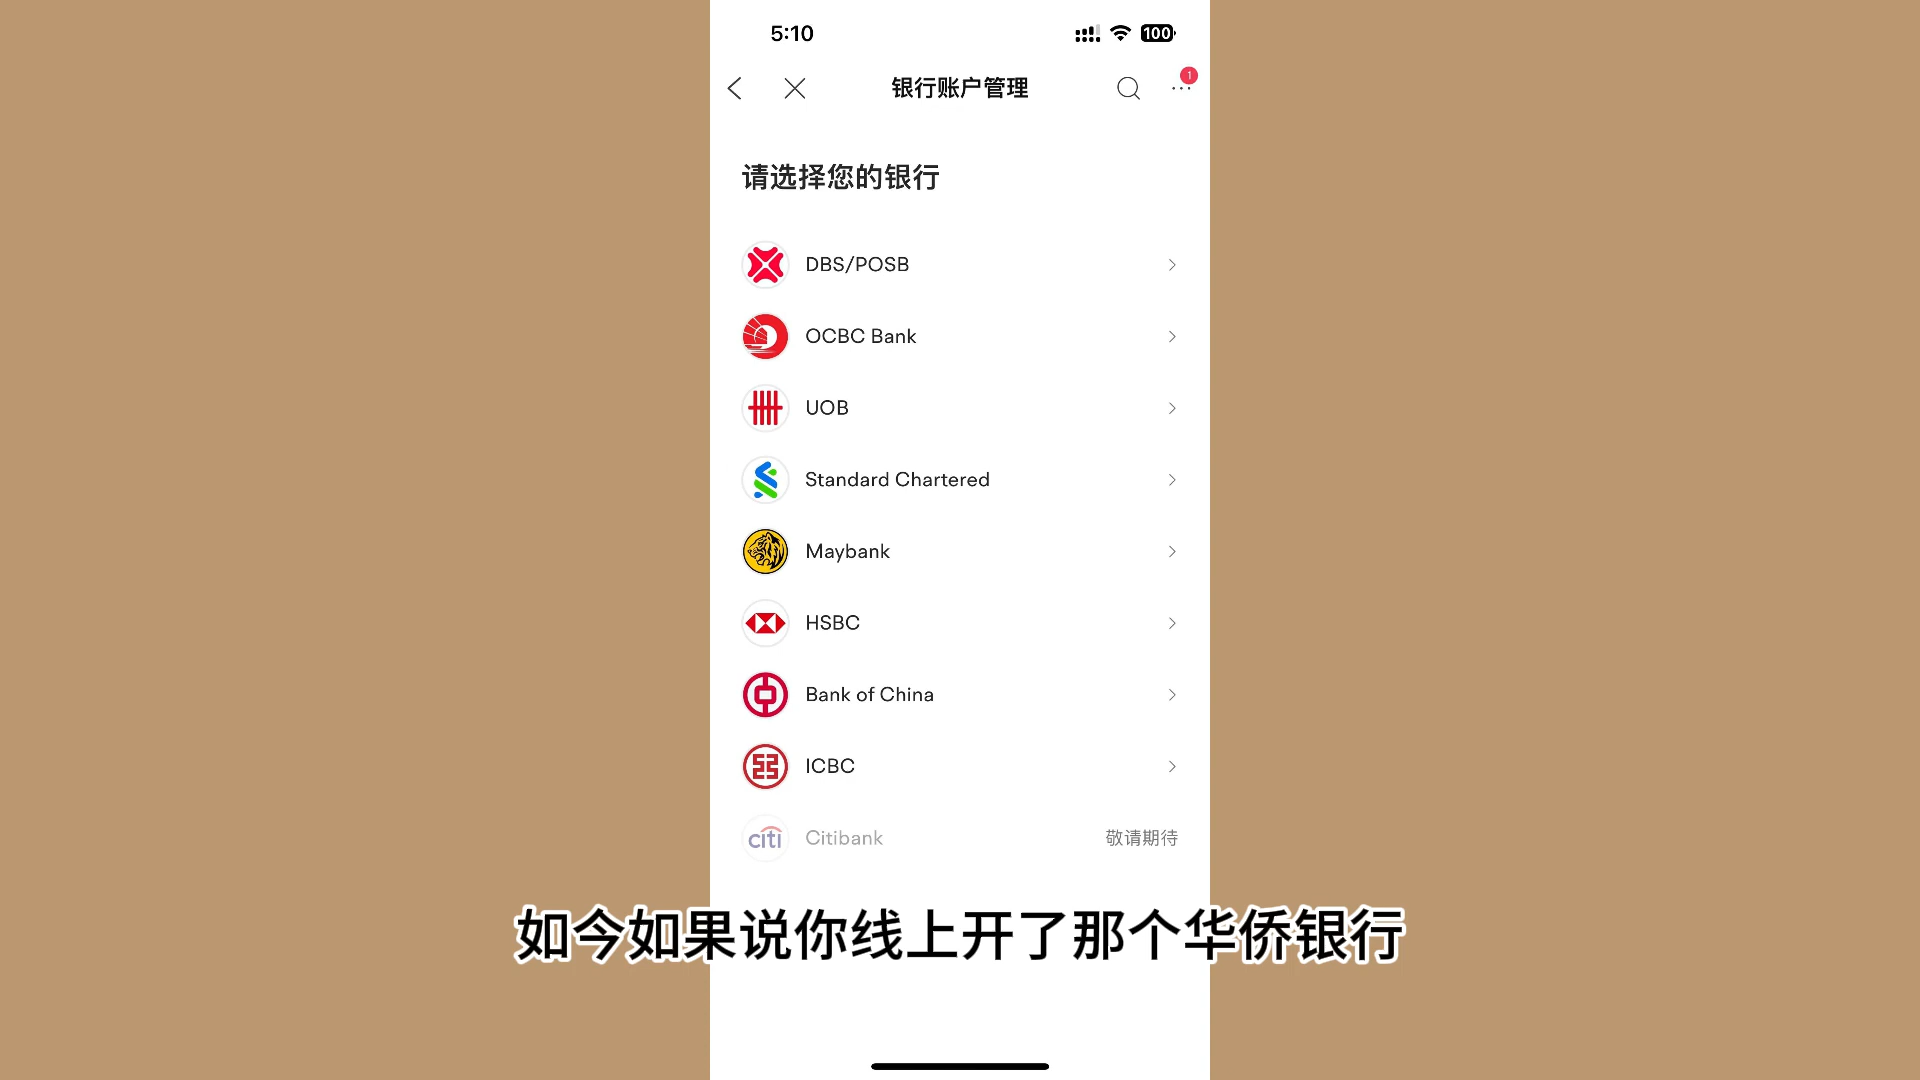 5:10
100
银行账户管理
1
请选择您的银行
DBS/POSB
OCBC Bank
UOB
Standard Chartered
Maybank
HSBC
Bank of China
ICBC
citi Citibank 敬请期待
如今如果说你线上开了那个华侨银行